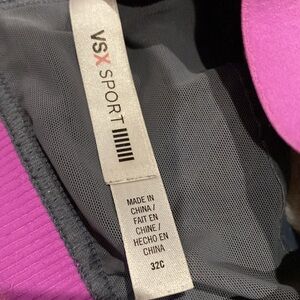 VSX SPORT
MADE IN
CHINA/
FAIT EN
CHINE/
HECHO EN
CHINA
32C